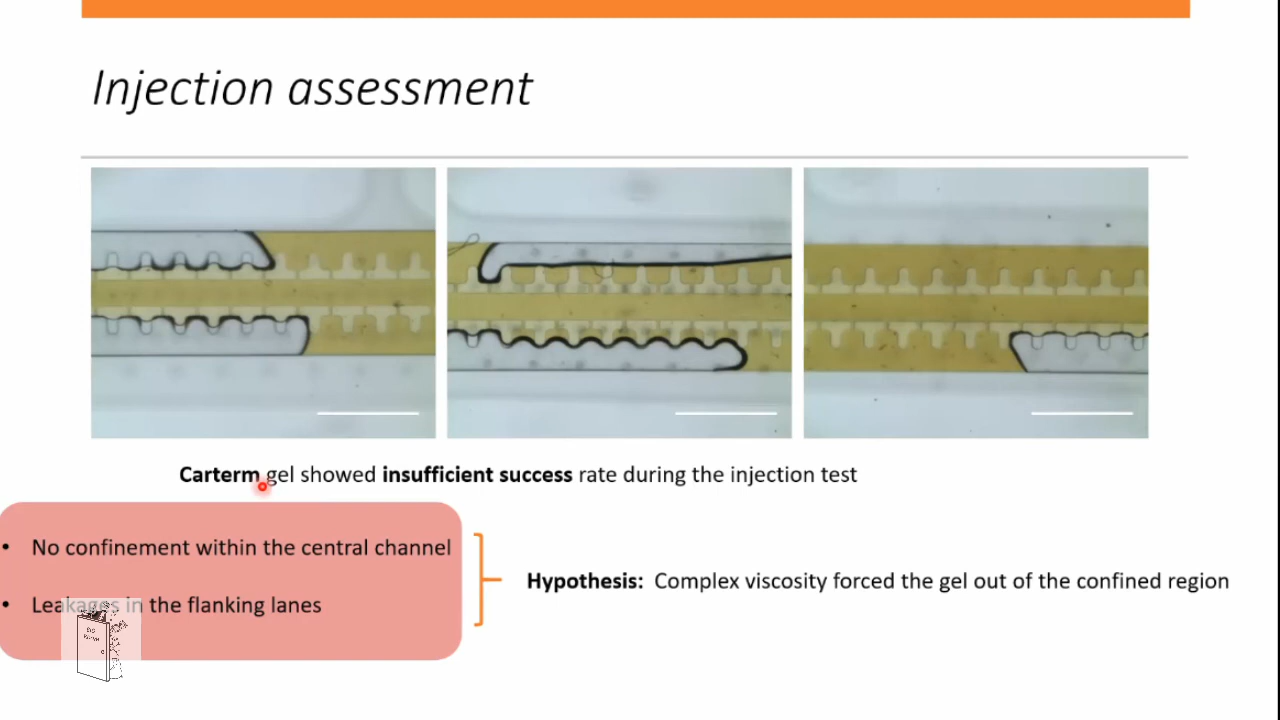 Injection assessment
Carterm gel showed insufficient success rate during the injection test
• No confinement within the central channel
• Leakages in the flanking lanes
Hypothesis: Complex viscosity forced the gel out of the confined region